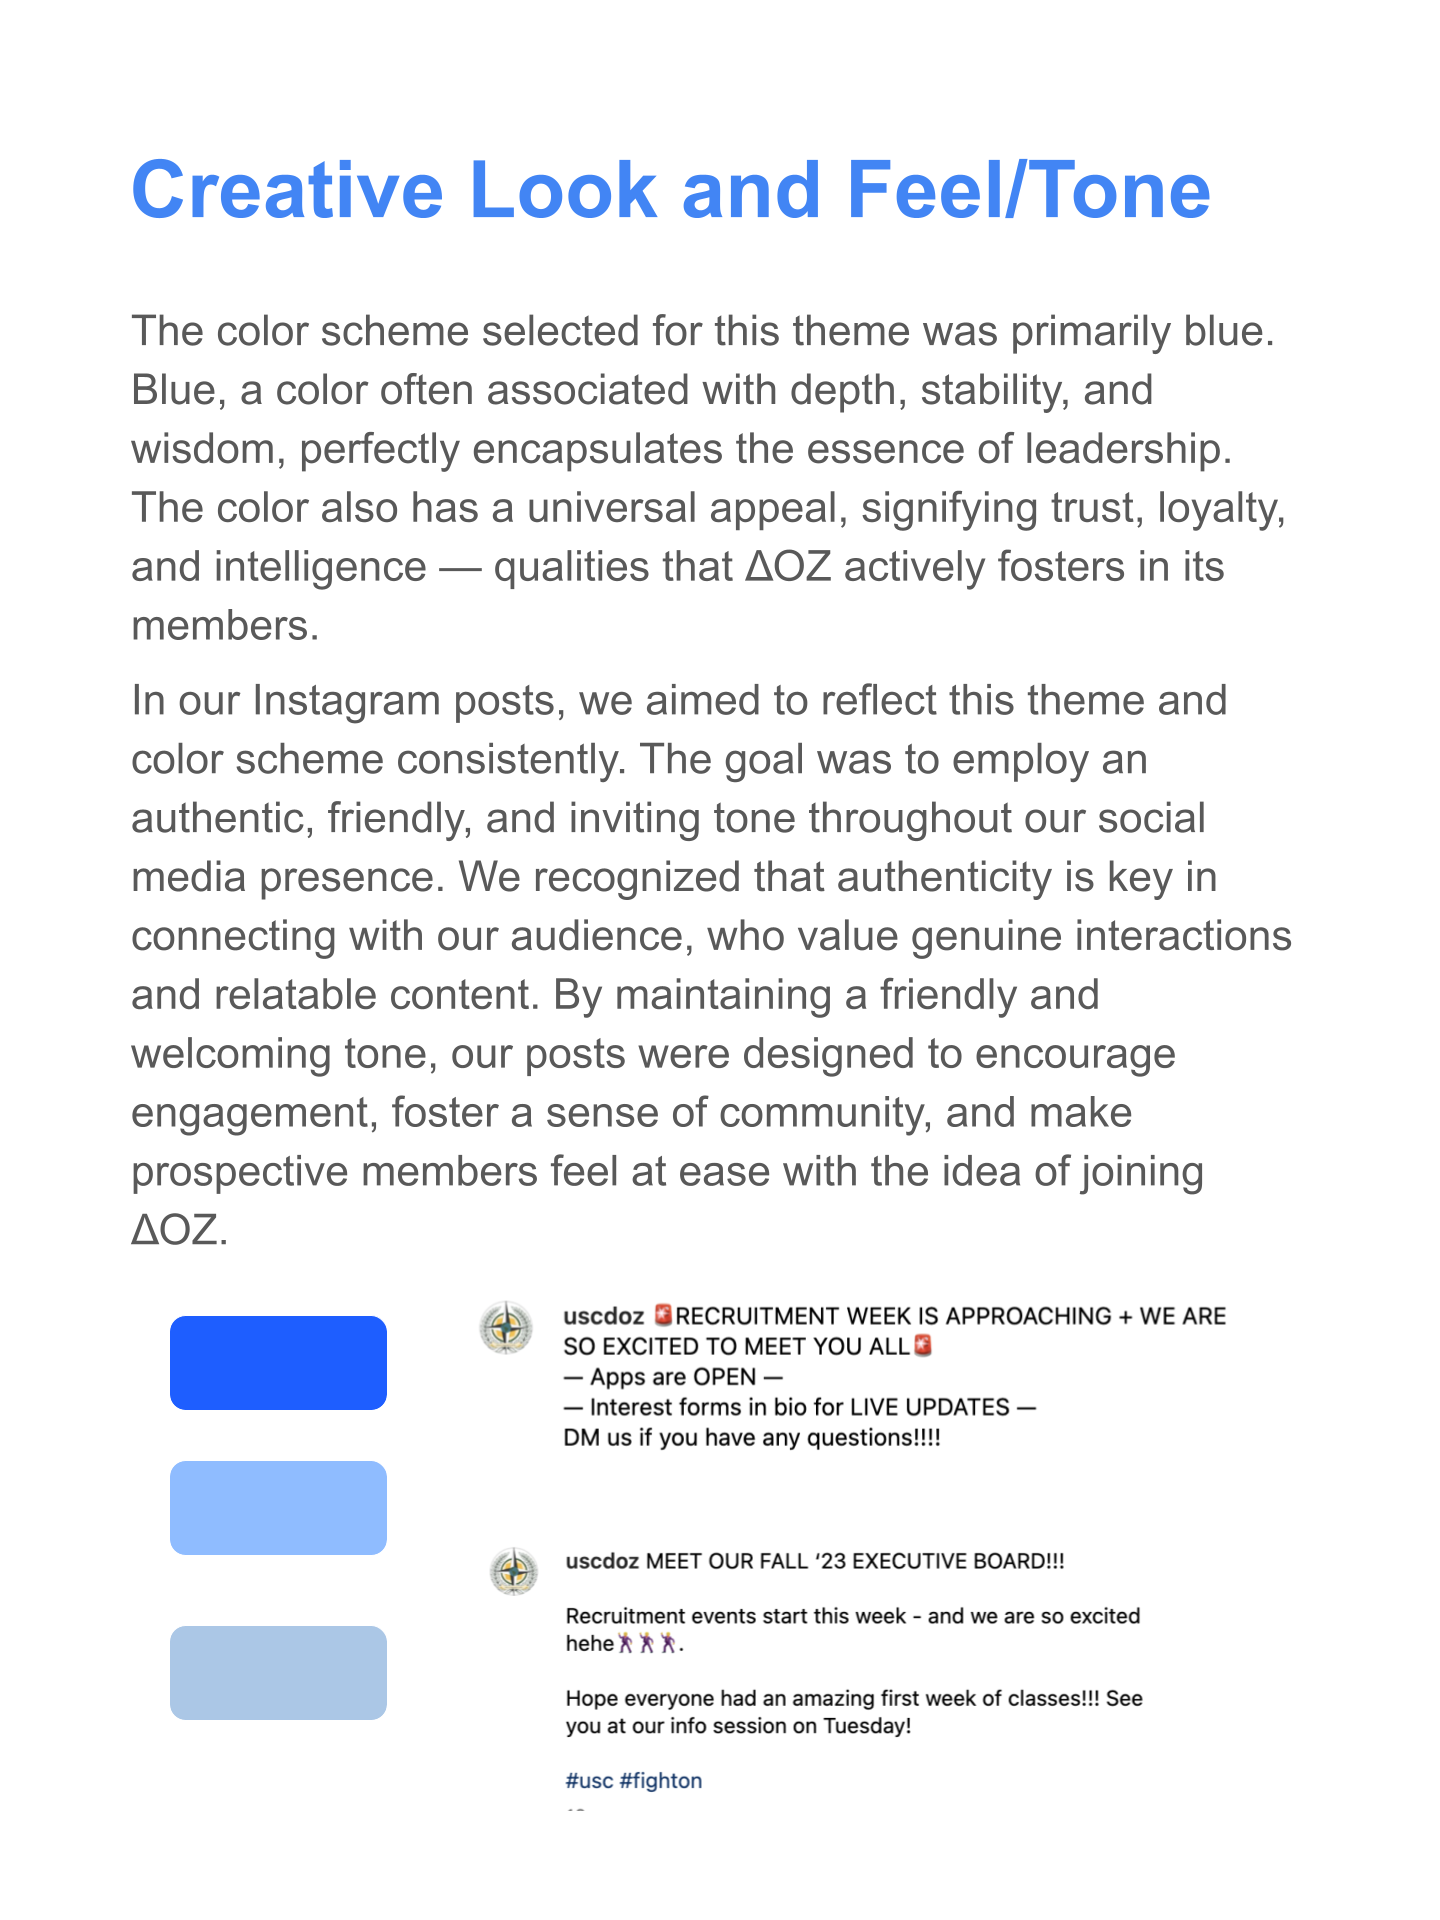 Creative Look and Feel/Tone
The color scheme selected for this theme was primarily blue.
Blue, a color often associated with depth, stability, and
wisdom, perfectly encapsulates the essence of leadership.
The color also has a universal appeal, signifying trust, loyalty,
and intelligence — qualities that ΔOZ actively fosters in its
members.
In our Instagram posts, we aimed to reflect this theme and
color scheme consistently. The goal was to employ an
authentic, friendly, and inviting tone throughout our social
media presence. We recognized that authenticity is key in
connecting with our audience, who value genuine interactions
and relatable content. By maintaining a friendly and
welcoming tone, our posts were designed to encourage
engagement, foster a sense of community, and make
prospective members feel at ease with the idea of joining
ΔOZ.
uscdoz 🚨RECRUITMENT WEEK IS APPROACHING + WE ARE
SO EXCITED TO MEET YOU ALL🚨
— Apps are OPEN —
— Interest forms in bio for LIVE UPDATES —
DM us if you have any questions!!!!
uscdoz MEET OUR FALL ‘23 EXECUTIVE BOARD!!!
Recruitment events start this week - and we are so excited
hehe🕺🕺🕺.
Hope everyone had an amazing first week of classes!!! See
you at our info session on Tuesday!
#usc #fighton